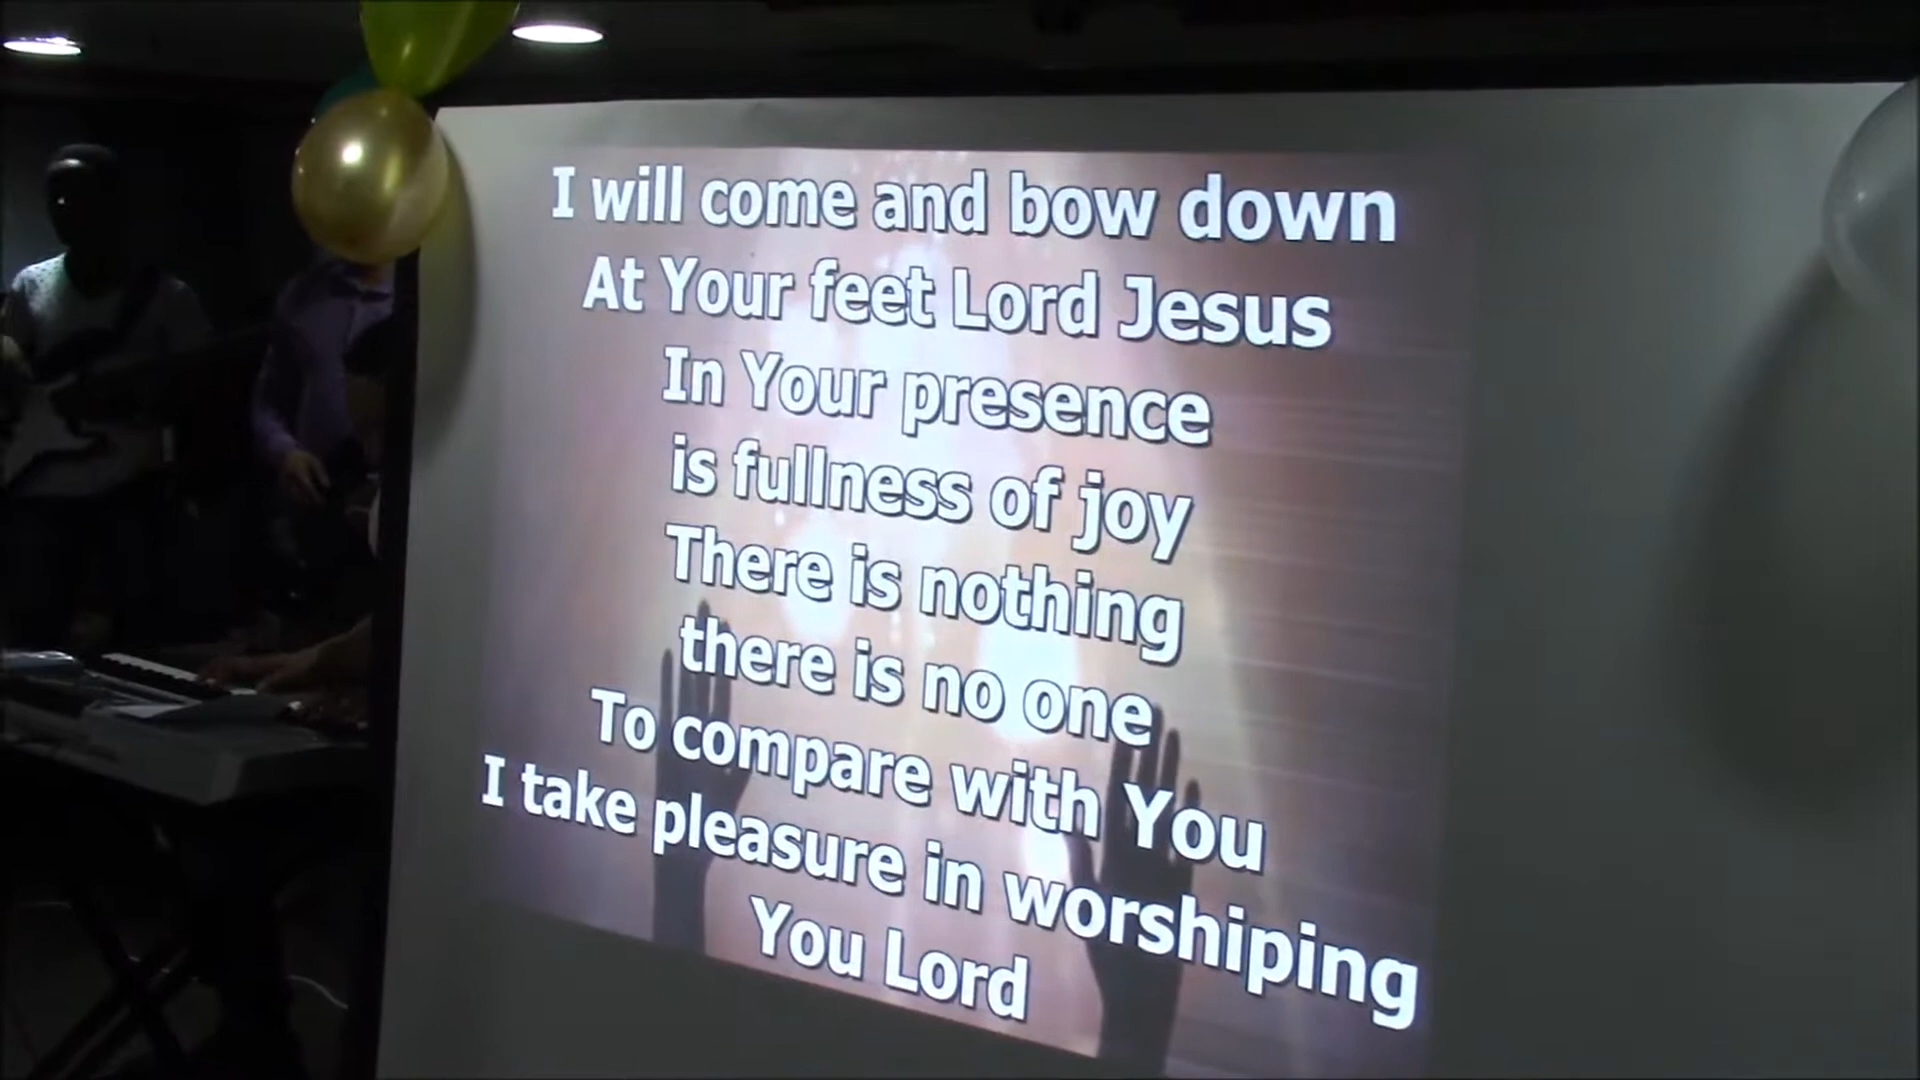 I will come and bow down
At Your feet Lord Jesus
In Your presence
is fullness of joy
There is nothing
there is no one
To compare with You
I take pleasure in worshiping
You Lord